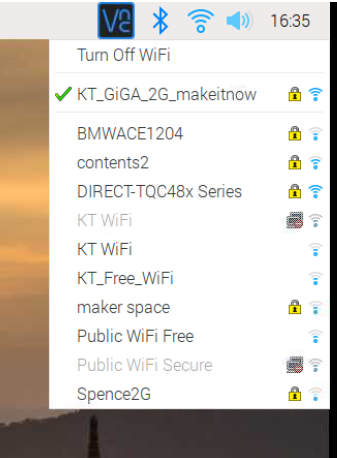 VNC 16:35
Turn Off WiFi
KT_GiGA_2G_makeitnow
BMWACE1204
contents2
DIRECT-TQC48x Series
KT WiFi
KT WiFi
KT_Free_WiFi
maker space
Public WiFi Free
Public WiFi Secure
Spence2G